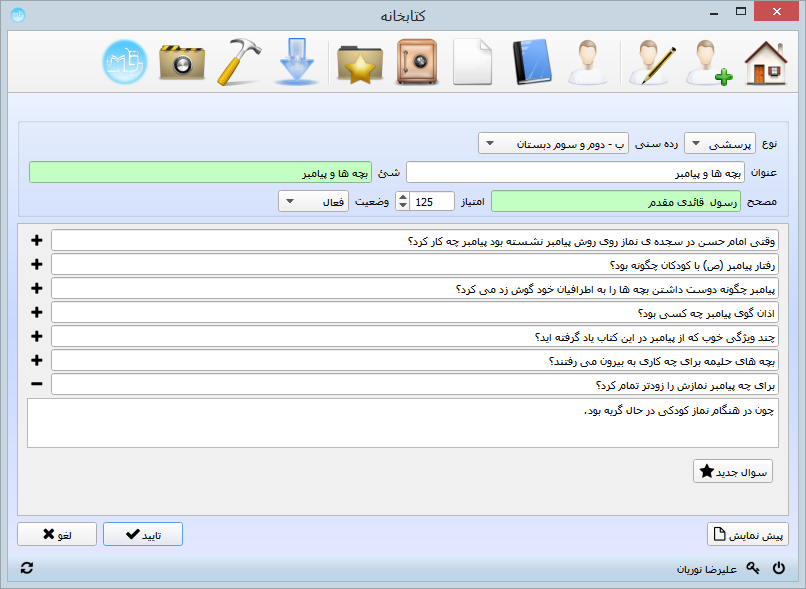 کتابخانه
نوع پرسشی رده سنی ب - دوم و سوم دبستان
عنوان بچه ها و پیامبر شئ بچه ها و پیامبر
مصحح رسول قائدی مقدم امتیاز 125 وضعیت فعال
وقتی امام حسن در سجده ی نماز روی روش پیامبر نشسته بود پیامبر چه کار کرد؟
رفتار پیامبر (ص) با کودکان چگونه بود؟
پیامبر چگونه دوست داشتن بچه ها را به اطرافیان خود گوش زد می کرد؟
اذان گوی پیامبر چه کسی بود؟
چند ویژگی خوب که از پیامبر در این کتاب یاد گرفته اید؟
بچه های حلیمه برای چه کاری به بیرون می رفتند؟
برای چه پیامبر نمازش را زودتر تمام کرد؟
چون در هنگام نماز کودکی در حال گریه بود.
سوال جدید
پیش نمایش تایید لغو
علیرضا نوریان